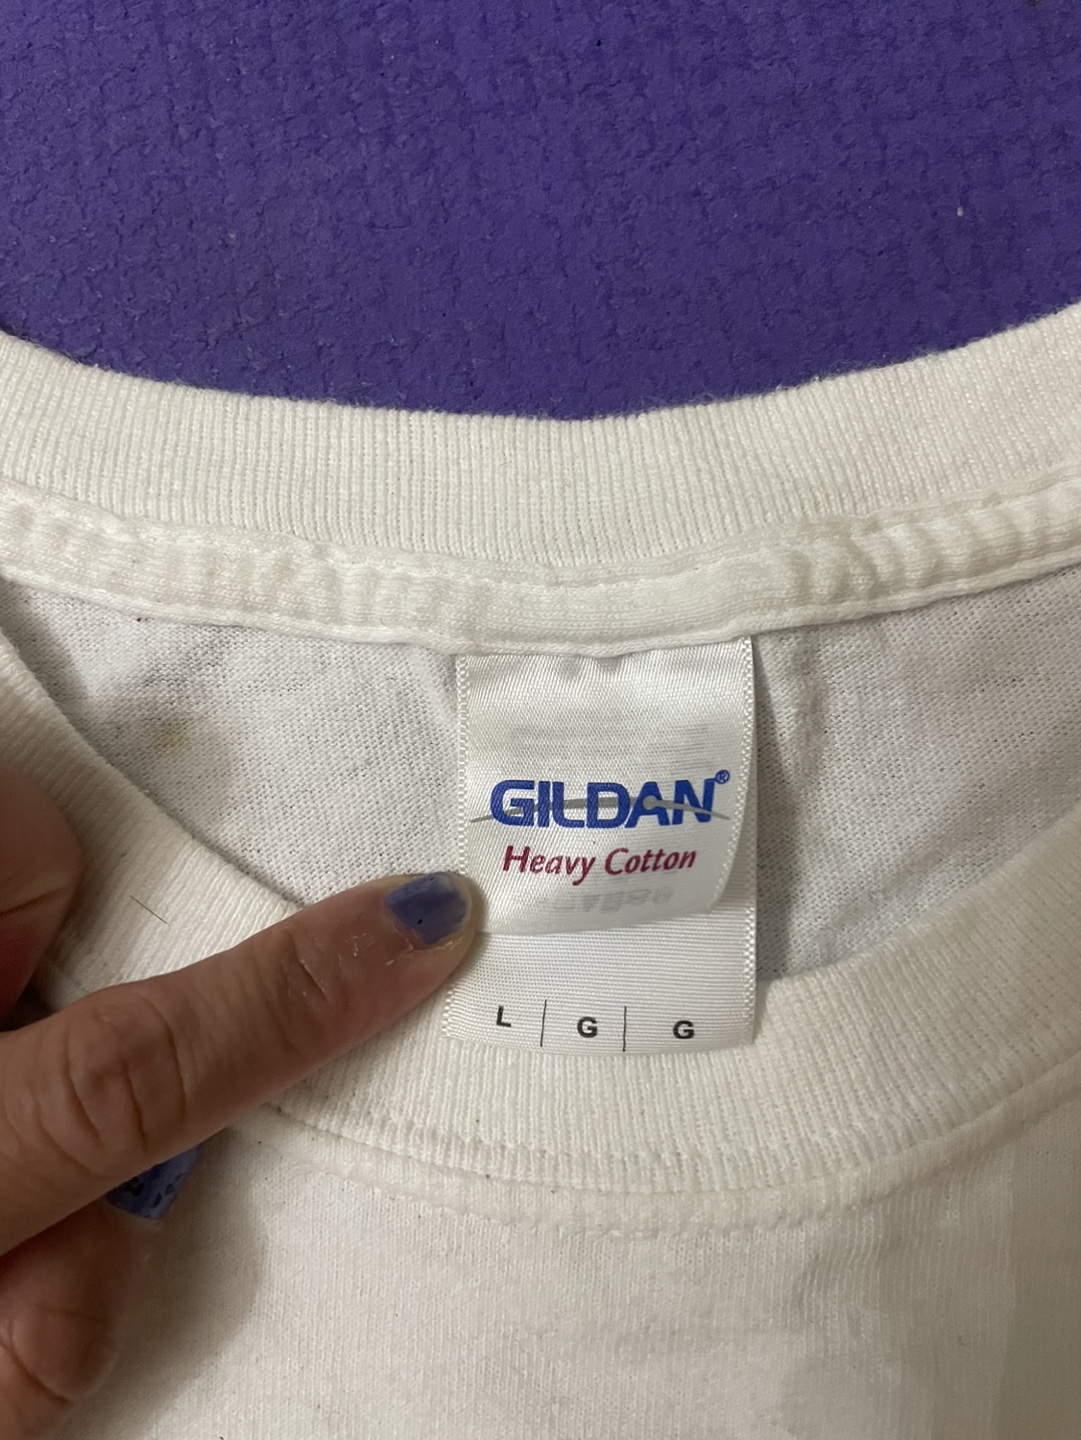 GILDAN®
Heavy Cotton
L | G | G